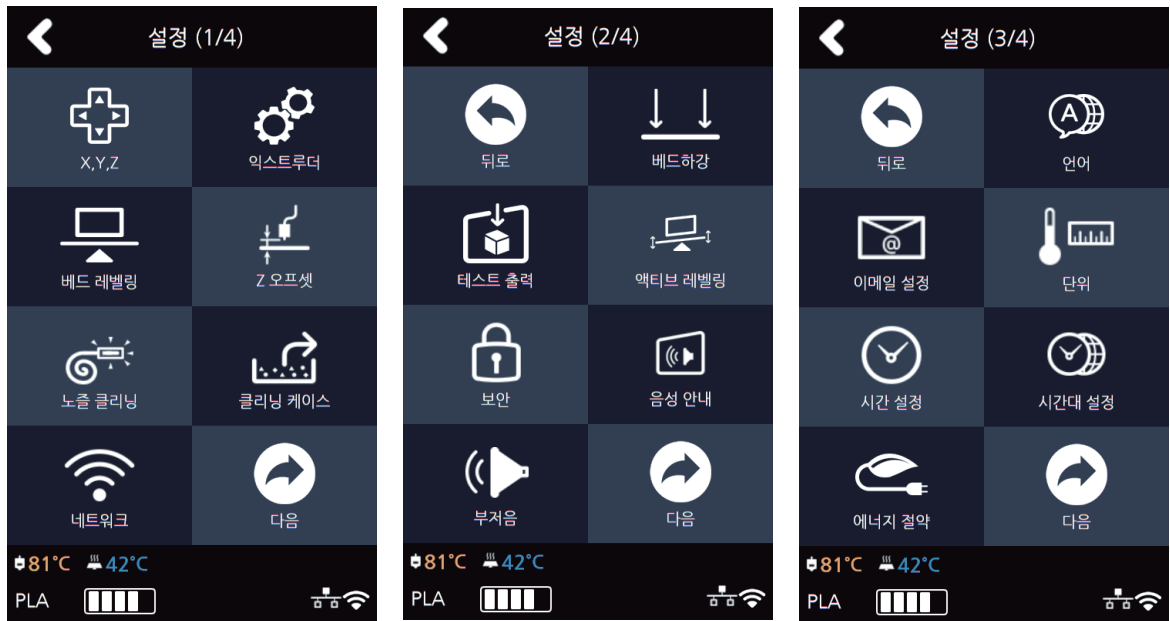 설정 (1/4)
X,Y,Z
익스트루더
베드 레벨링
Z 오프셋
노즐 클리닝
클리닝 케이스
네트워크
다음
81°C
42°C
PLA
설정 (2/4)
뒤로
베드하강
테스트 출력
액티브 레벨링
보안
음성 안내
부저음
다음
81°C
42°C
PLA
설정 (3/4)
뒤로
A
언어
@
이메일 설정
단위
시간 설정
시간대 설정
에너지 절약
다음
81°C
42°C
PLA